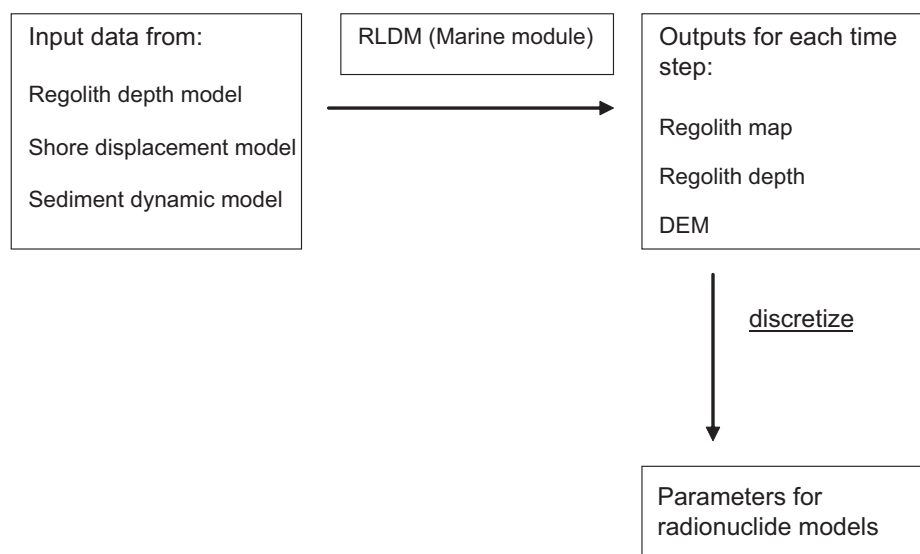 Input data from:
Regolith depth model
Shore displacement model
Sediment dynamic model
RLDM (Marine module)
Outputs for each time
step:
Regolith map
Regolith depth
DEM
discretize
Parameters for
radionuclide models